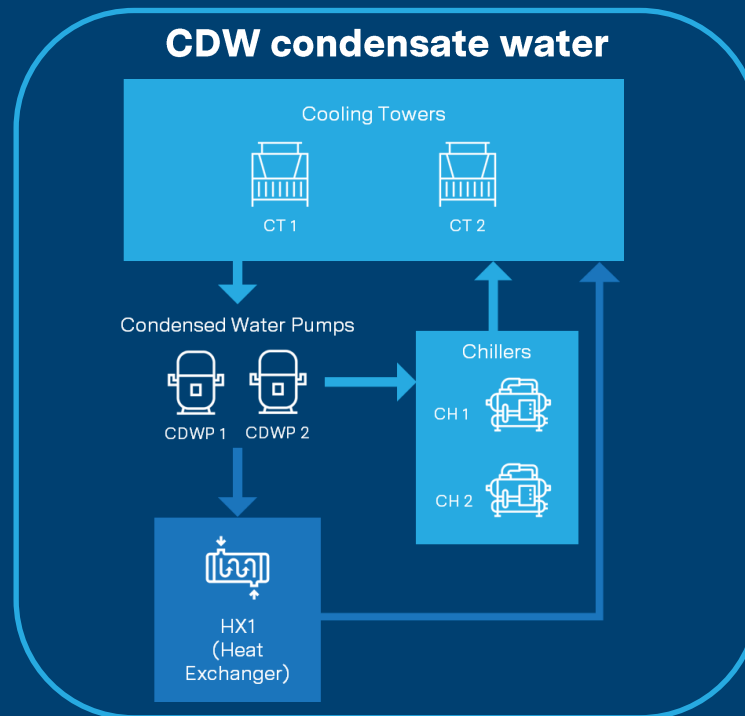 CDW condensate water
Cooling Towers
CT 1
CT 2
Condensed Water Pumps
CDWP 1
CDWP 2
Chillers
CH 1
CH 2
HX1
(Heat
Exchanger)